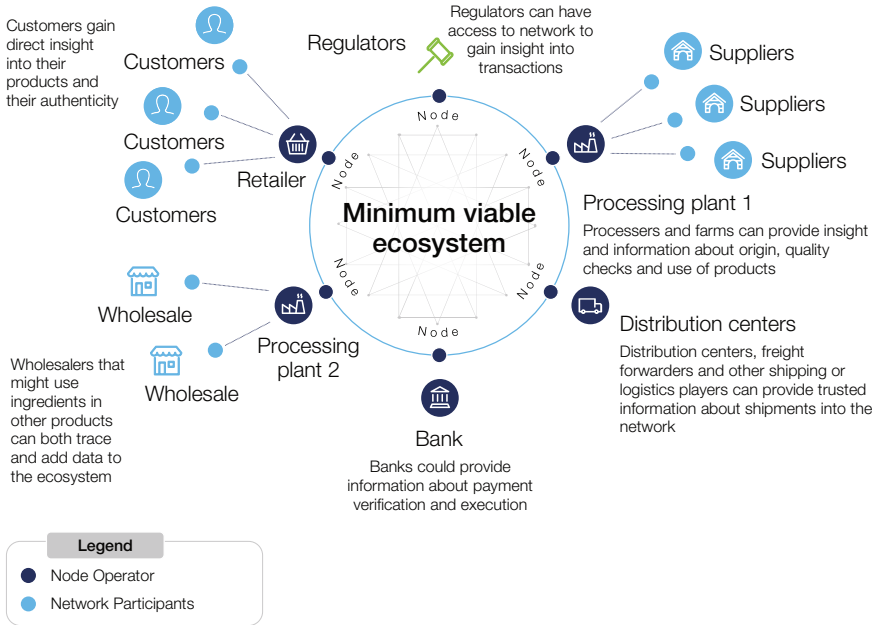 Customers gain
direct insight
into their
products and
their authenticity
Customers
Customers
Customers
Retailer
Regulators
Regulators can have
access to network to
gain insight into
transactions
Suppliers
Suppliers
Suppliers
Processing plant 1
Processers and farms can provide insight
and information about origin, quality
checks and use of products
Node
Node
Node
Minimum viable
ecosystem
Node
Node
Node
Wholesale
Wholesale
Wholesalers that
might use
ingredients in
other products
can both trace
and add data to
the ecosystem
Processing
plant 2
Distribution centers
Distribution centers, freight
forwarders and other shipping or
logistics players can provide trusted
information about shipments into the
network
Bank
Banks could provide
information about payment
verification and execution
Legend
Node Operator
Network Participants